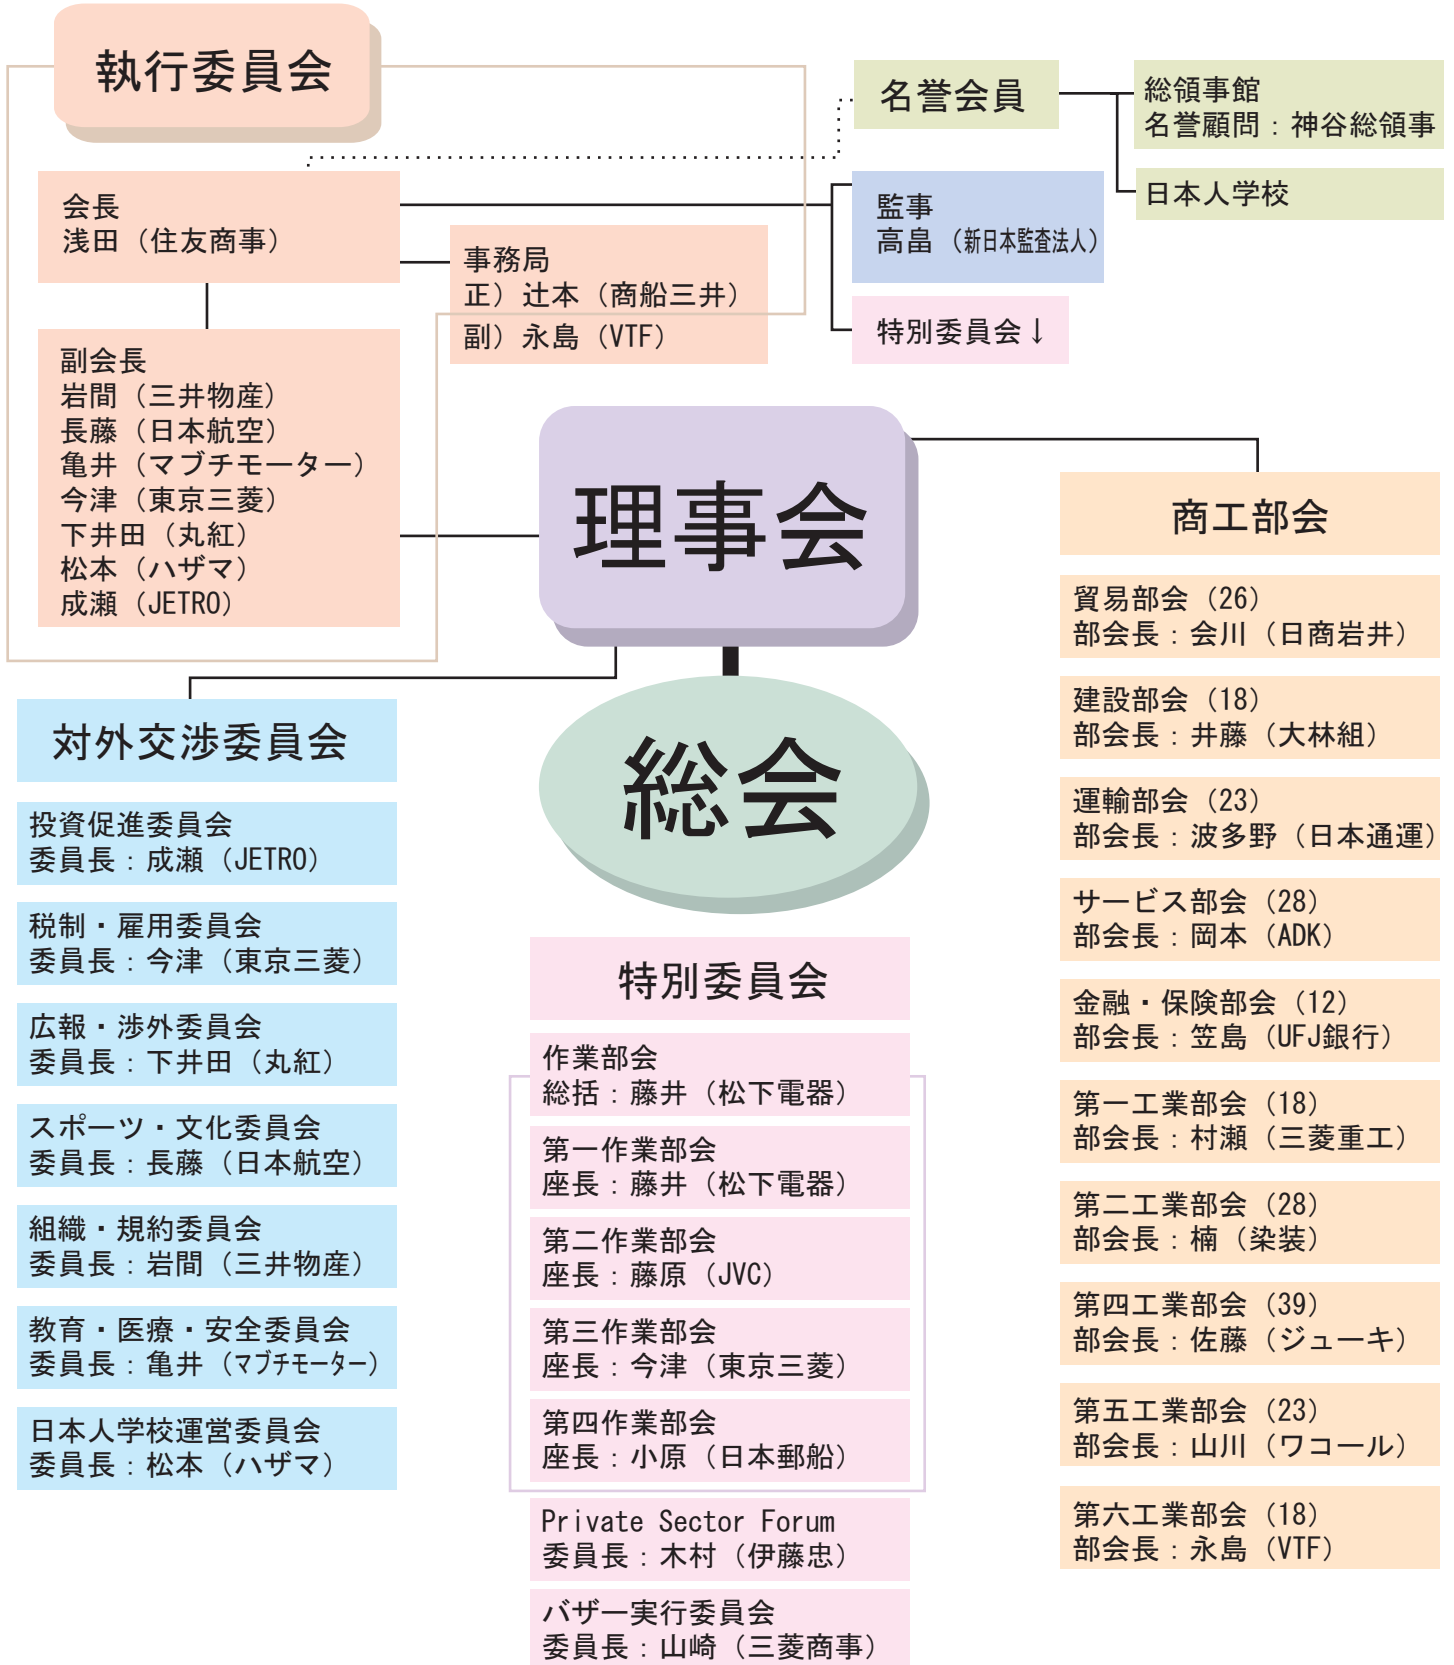 執行委員会
会長
浅田（住友商事）
事務局
正）辻本（商船三井）
副）永島（VTF）
副会長
岩間（三井物産）
長藤（日本航空）
亀井（マブチモーター）
今津（東京三菱）
下井田（丸紅）
松本（ハザマ）
成瀬（JETRO）
名誉会員
総領事館
名誉顧問：神谷総領事
日本人学校
監事
高畠（新日本監査法人）
特別委員会↓
理事会
総会
対外交渉委員会
投資促進委員会
委員長：成瀬（JETRO）
税制・雇用委員会
委員長：今津（東京三菱）
広報・渉外委員会
委員長：下井田（丸紅）
スポーツ・文化委員会
委員長：長藤（日本航空）
組織・規約委員会
委員長：岩間（三井物産）
教育・医療・安全委員会
委員長：亀井（マブチモーター）
日本人学校運営委員会
委員長：松本（ハザマ）
特別委員会
作業部会
総括：藤井（松下電器）
第一作業部会
座長：藤井（松下電器）
第二作業部会
座長：藤原（JVC）
第三作業部会
座長：今津（東京三菱）
第四作業部会
座長：小原（日本郵船）
Private Sector Forum
委員長：木村（伊藤忠）
バザー実行委員会
委員長：山崎（三菱商事）
商工部会
貿易部会（26）
部会長：会川（日商岩井）
建設部会（18）
部会長：井藤（大林組）
運輸部会（23）
部会長：波多野（日本通運）
サービス部会（28）
部会長：岡本（ADK）
金融・保険部会（12）
部会長：笠島（UFJ銀行）
第一工業部会（18）
部会長：村瀬（三菱重工）
第二工業部会（28）
部会長：楠（染装）
第四工業部会（39）
部会長：佐藤（ジューキ）
第五工業部会（23）
部会長：山川（ワコール）
第六工業部会（18）
部会長：永島（VTF）